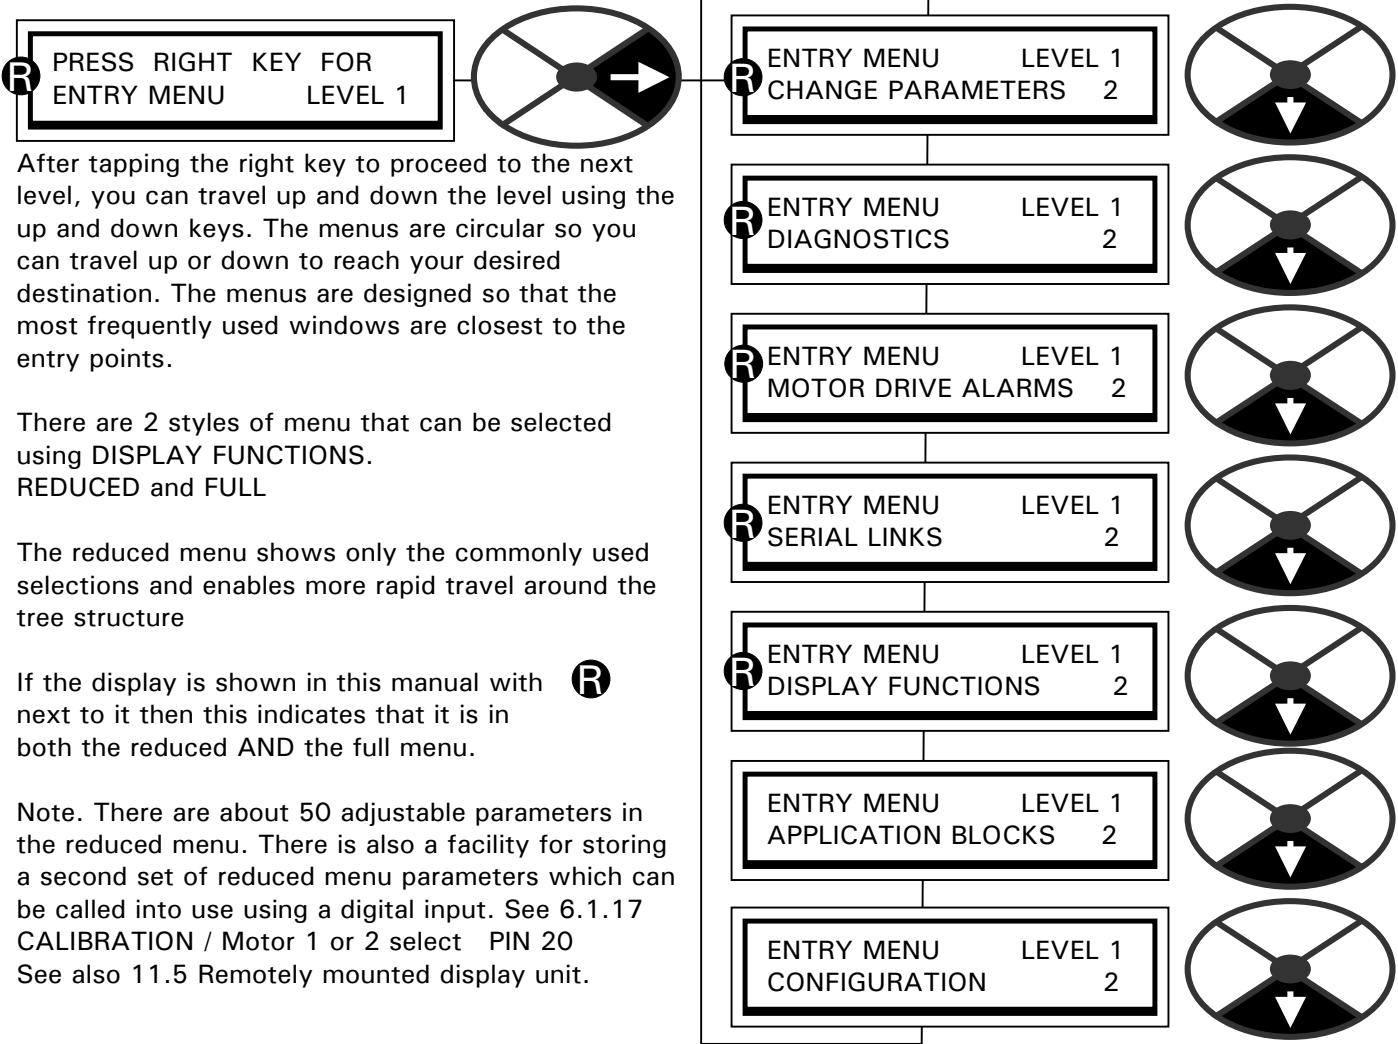 R
PRESS RIGHT KEY FOR
ENTRY MENU LEVEL 1
After tapping the right key to proceed to the next
level, you can travel up and down the level using the
up and down keys. The menus are circular so you
can travel up or down to reach your desired
destination. The menus are designed so that the
most frequently used windows are closest to the
entry points.
There are 2 styles of menu that can be selected
using DISPLAY FUNCTIONS.
REDUCED and FULL
The reduced menu shows only the commonly used
selections and enables more rapid travel around the
tree structure
If the display is shown in this manual with R
next to it then this indicates that it is in
both the reduced AND the full menu.
Note. There are about 50 adjustable parameters in
the reduced menu. There is also a facility for storing
a second set of reduced menu parameters which can
be called into use using a digital input. See 6.1.17
CALIBRATION / Motor 1 or 2 select PIN 20
See also 11.5 Remotely mounted display unit.
R
ENTRY MENU LEVEL 1
CHANGE PARAMETERS 2
R
ENTRY MENU LEVEL 1
DIAGNOSTICS 2
R
ENTRY MENU LEVEL 1
MOTOR DRIVE ALARMS 2
R
ENTRY MENU LEVEL 1
SERIAL LINKS 2
R
ENTRY MENU LEVEL 1
DISPLAY FUNCTIONS 2
ENTRY MENU LEVEL 1
APPLICATION BLOCKS 2
ENTRY MENU LEVEL 1
CONFIGURATION 2